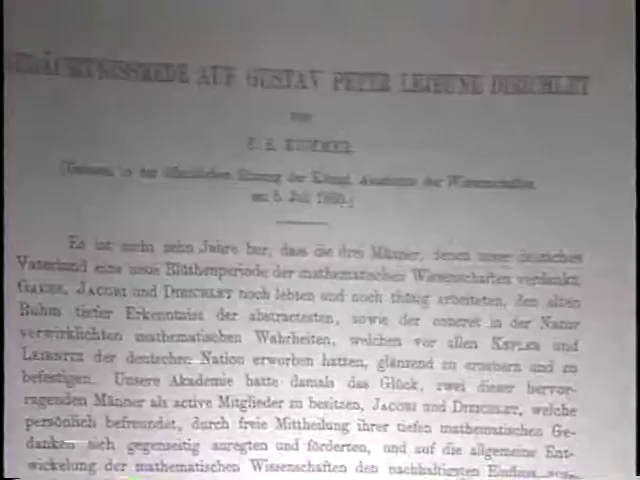 GEDÄCHTNISSREDE AUF GUSTAV PETER LEJEUNE DIRICHLET
VON
E. E. KUMMER
(Gelesen in der öffentlichen Sitzung der Königl. Akademie der Wissenschaften
am 5. Juli 1860.)
Es ist mehr zehn Jahre her, dass die drei Männer, denen unser deutsches
Vaterland eine neue Blüthenperiode der mathematischen Wissenschaften verdankt,
GAUSS, JACOBI und DIRICHLET noch lebten und noch thätig arbeiteten, den alten
Ruhm tiefer Erkenntniss der abstractesten, sowie der concret in der Natur
verwirklichten mathematischen Wahrheiten, welchen vor allen KEPLER und
LEIBNITZ der deutschen Nation erworben hatten, glänzend zu erneuern und zu
befestigen. Unsere Akademie hatte damals das Glück, zwei dieser hervor-
ragenden Männer als active Mitglieder zu besitzen, JACOBI und DIRICHLET, welche
persönlich befreundet, durch freie Mittheilung ihrer tiefen mathematischen Ge-
danken sich gegenseitig anregten und förderten, und auf die allgemeine Ent-
wickelung der mathematischen Wissenschaften den nachhaltigsten Einfluss